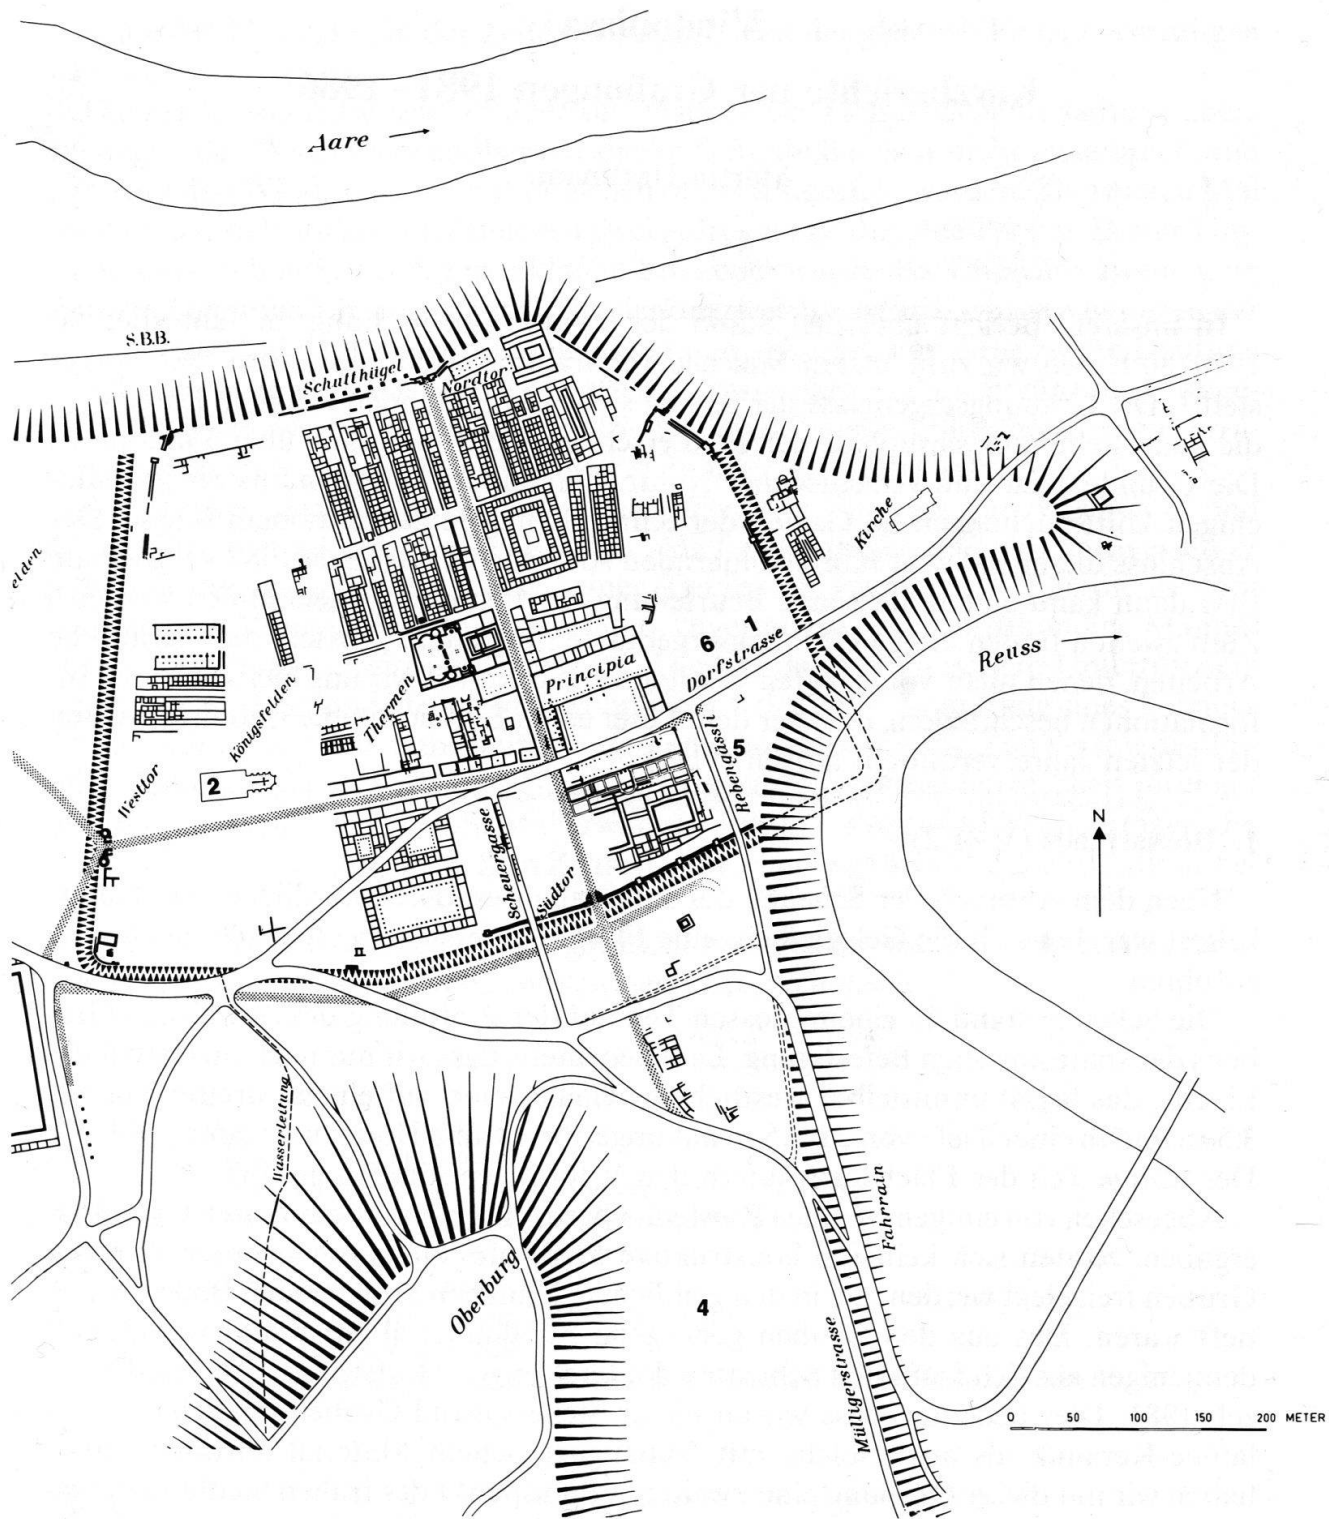 Aare
S.B.B.
Schutthügel
Nordtor
Kirche
elden
Reuss
6
1
Dorfstrasse
Principia
Thermen
Königsfelden
5
Rebengässli
2
Westtor
N
Scheuergasse
Südtor
Wasserleitung
Oberburg
4
Fahrrain
Mülligerstrasse
0 50 100 150 200 METER